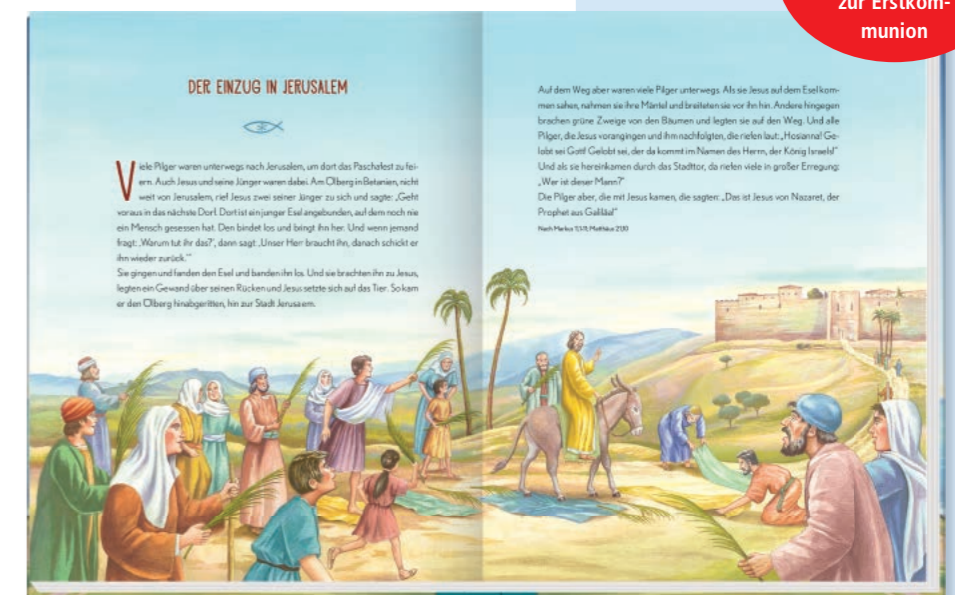 zur Erstkom-
munion
DER EINZUG IN JERUSALEM
Viele Pilger waren unterwegs nach Jerusalem, um dort das Paschafest zu fei-
ern. Auch Jesus und seine Jünger waren dabei. Am Ölberg in Betanien, nicht
weit von Jerusalem, rief Jesus zwei seiner Jünger zu sich und sagte: „Geht
voraus in das nächste Dorf. Dort ist ein junger Esel angebunden, auf dem noch nie
ein Mensch gesessen hat. Den bindet los und bringt ihn her. Und wenn jemand
fragt: ‚Warum tut ihr das?‘, dann sagt: ‚Unser Herr braucht ihn, danach schickt er
ihn wieder zurück.‘“
Sie gingen und fanden den Esel und banden ihn los. Und sie brachten ihn zu Jesus,
legten ein Gewand über seinen Rücken und Jesus setzte sich auf das Tier. So kam
er den Ölberg hinabgeritten, hin zur Stadt Jerusalem.
Auf dem Weg aber waren viele Pilger unterwegs. Als sie Jesus auf dem Esel kom-
men sahen, nahmen sie ihre Mäntel und breiteten sie vor ihn hin. Andere hingegen
brachen grüne Zweige von den Bäumen und legten sie auf den Weg. Und alle
Pilger, die Jesus vorangingen und ihm nachfolgten, die riefen laut: „Hosianna! Ge-
lobt sei Gott! Gelobt sei, der da kommt im Namen des Herrn, der König Israels!“
Und als sie hereinkamen durch das Stadttor, da riefen viele in großer Erregung:
„Wer ist dieser Mann?“
Die Pilger aber, die mit Jesus kamen, die sagten: „Das ist Jesus von Nazaret, der
Prophet aus Galiläa!“
Nach Markus 11,1-11; Matthäus 21,10